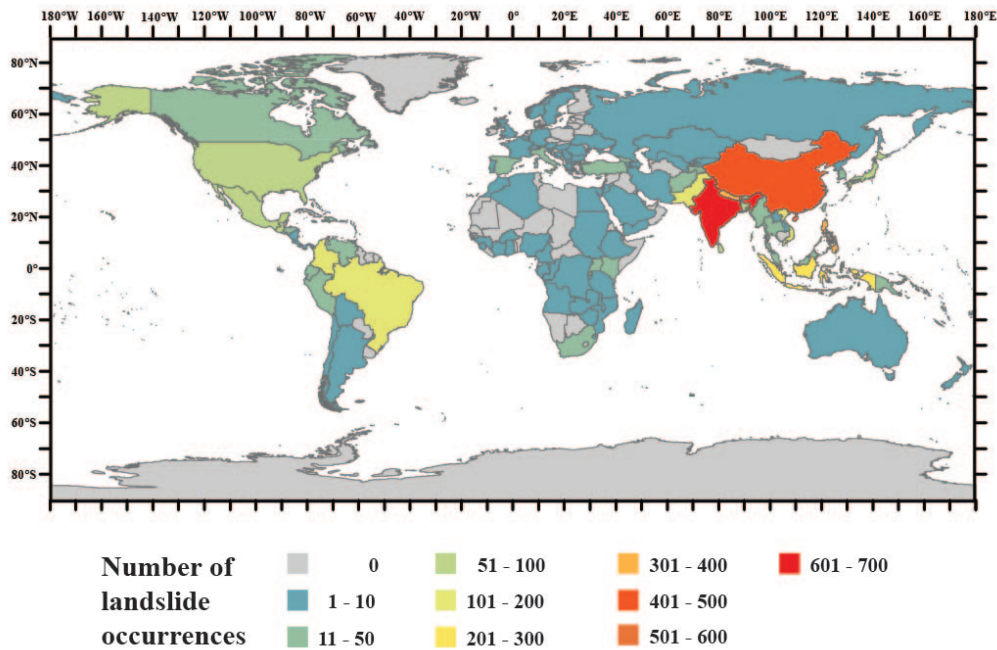 180°W 160°W 140°W 120°W 100°W 80°W 60°W 40°W 20°W 0° 20°E 40°E 60°E 80°E 100°E 120°E 140°E 160°E 180°E
80°N
60°N
40°N
20°N
0°
20°S
40°S
60°S
80°S
Number of
landslide
occurrences
0
1 - 10
11 - 50
51 - 100
101 - 200
201 - 300
301 - 400
401 - 500
501 - 600
601 - 700